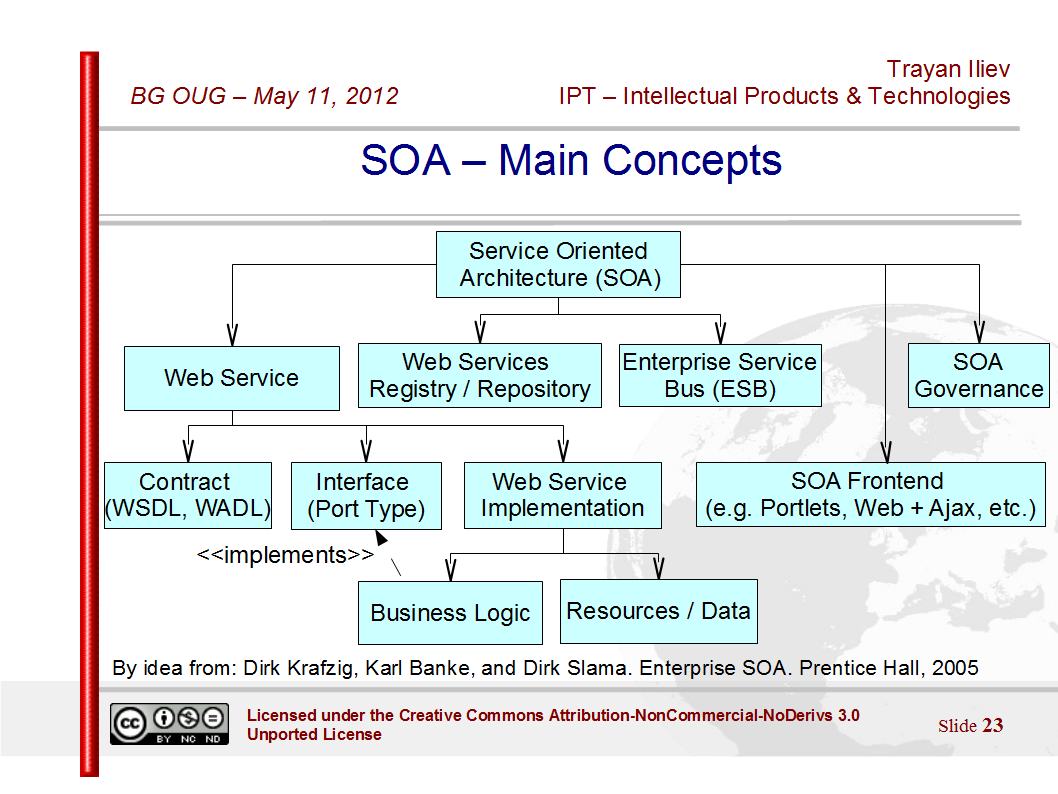 Trayan Iliev
BG OUG – May 11, 2012
IPT – Intellectual Products & Technologies
SOA – Main Concepts
Service Oriented
Architecture (SOA)
Web Service
Web Services
Registry / Repository
Enterprise Service
Bus (ESB)
SOA
Governance
Contract
(WSDL, WADL)
Interface
(Port Type)
Web Service
Implementation
SOA Frontend
(e.g. Portlets, Web + Ajax, etc.)
<<implements>>
Business Logic
Resources / Data
By idea from: Dirk Krafzig, Karl Banke, and Dirk Slama. Enterprise SOA. Prentice Hall, 2005
cc
BY NC ND
Licensed under the Creative Commons Attribution-NonCommercial-NoDerivs 3.0
Unported License
Slide 23